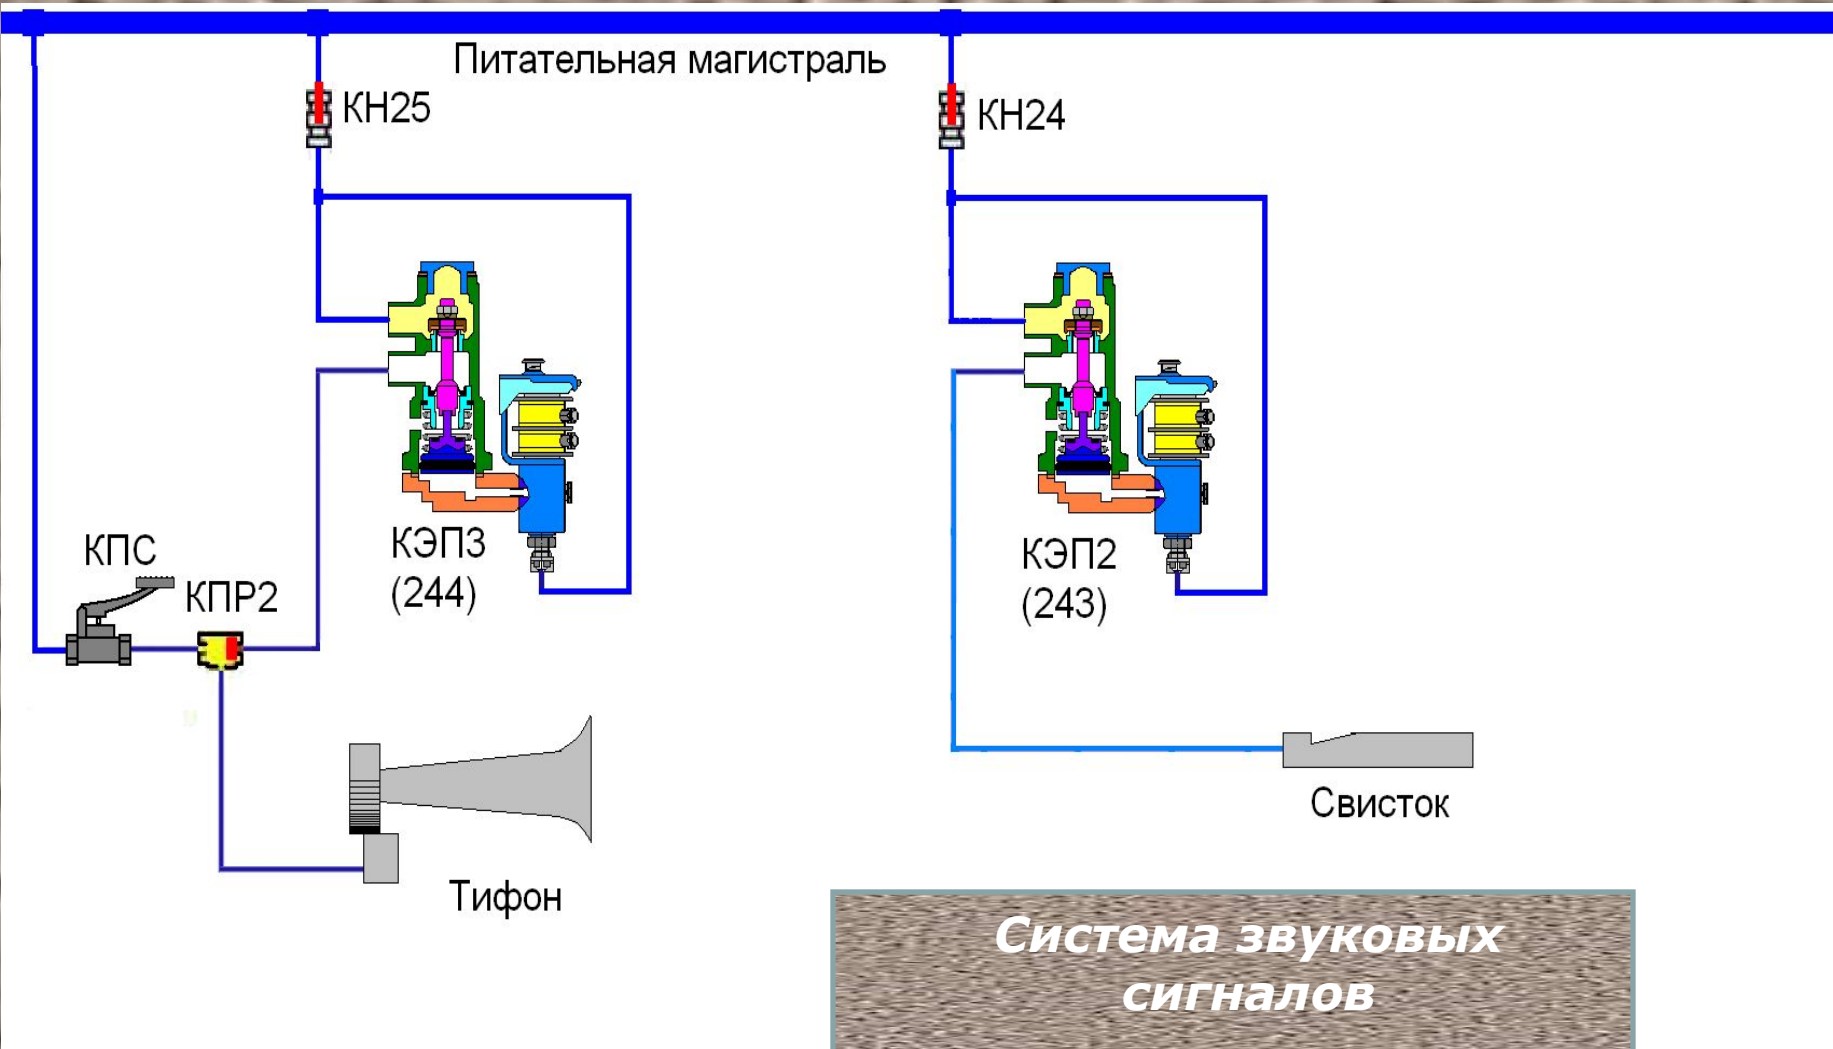 Питательная магистраль
КН25
КН24
КЭП3
(244)
КЭП2
(243)
КПС
КПР2
Свисток
Тифон
Система звуковых
сигналов